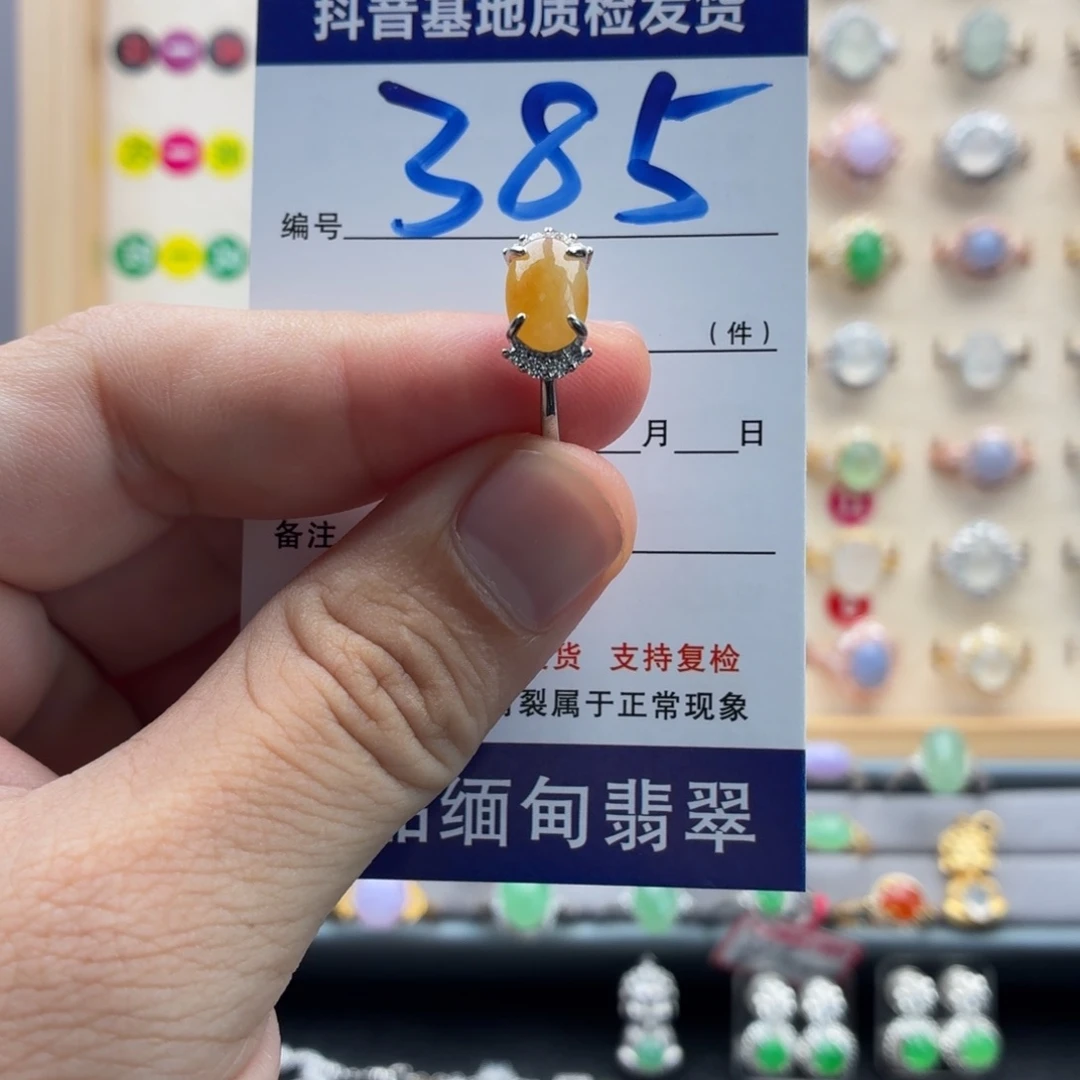 抖音基地质检发货
385
编号
(件)
月 日
备注
货 支持复检
裂属于正常现象
缅甸翡翠